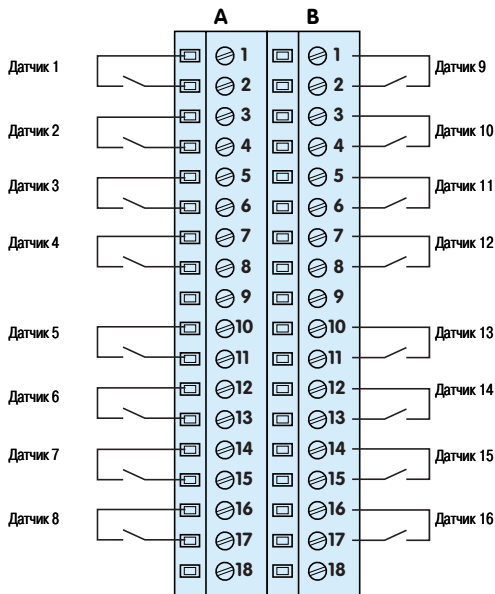 A B
1 1
Датчик 1 Датчик 9
2 2
3 3
Датчик 2 Датчик 10
4 4
5 5
Датчик 3 Датчик 11
6 6
7 7
Датчик 4 Датчик 12
8 8
9 9
10 10
Датчик 5 Датчик 13
11 11
12 12
Датчик 6 Датчик 14
13 13
14 14
Датчик 7 Датчик 15
15 15
16 16
Датчик 8 Датчик 16
17 17
18 18